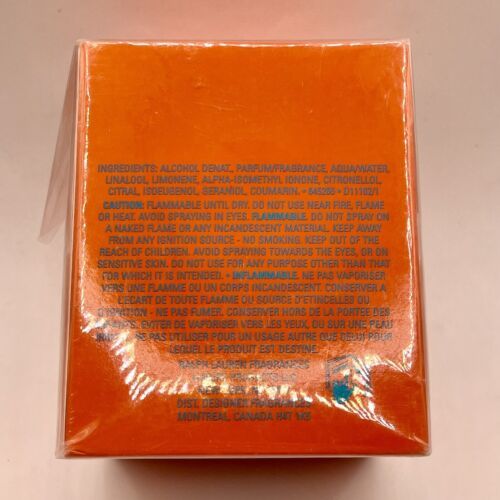 INGREDIENTS: ALCOHOL DENAT., PARFUM/FRAGRANCE, AQUA/WATER,
LINALOOL, LIMONENE, ALPHA-ISOMETHYL IONONE, CITRONELLOL,
CITRAL, ISOEUGENOL, GERANIOL, COUMARIN. • D11102/1
CAUTION: FLAMMABLE UNTIL DRY. DO NOT USE NEAR FIRE, FLAME
OR HEAT. AVOID SPRAYING IN EYES. FLAMMABLE. DO NOT SPRAY ON
A NAKED FLAME OR ANY INCANDESCENT MATERIAL. KEEP AWAY
FROM ANY IGNITION SOURCE - NO SMOKING. KEEP OUT OF THE
REACH OF CHILDREN. AVOID SPRAYING TOWARDS THE EYES, OR ON
SENSITIVE SKIN. DO NOT USE FOR ANY PURPOSE OTHER THAN THAT
FOR WHICH IT IS INTENDED. • INFLAMMABLE. NE PAS VAPORISER
VERS UNE FLAMME OU UN CORPS INCANDESCENT. CONSERVER A
L'ECART DE TOUTE FLAMME OU SOURCE D'ETINCELLES OU
D'IGNITION - NE PAS FUMER. CONSERVER HORS DE LA PORTEE DES
ENFANTS. EVITER DE VAPORISER VERS LES YEUX, OU SUR UNE PEAU
NE PAS UTILISER POUR UN USAGE AUTRE QUE CELUI POUR
LEQUEL LE PRODUIT EST DESTINE.
RALPH LAUREN FRAGRANCES
DIST. DESIGNER FRAGRANCES
MONTREAL, CANADA H4T 1K5